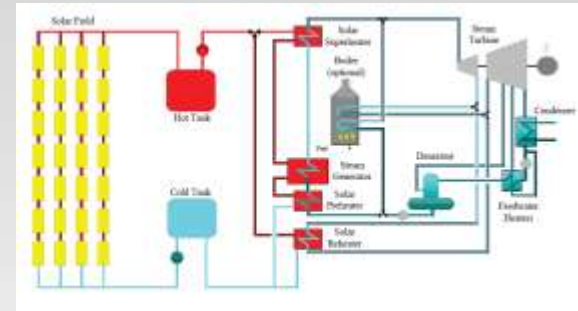 Solar Field
Solar
Superheater
Boiler
(optional)
Steam
Turbine
Hot Tank
Condenser
Fuel
Steam
Generator
Deaerator
Cold Tank
Solar
Preheater
Feedwater
Heaters
Solar
Reheater